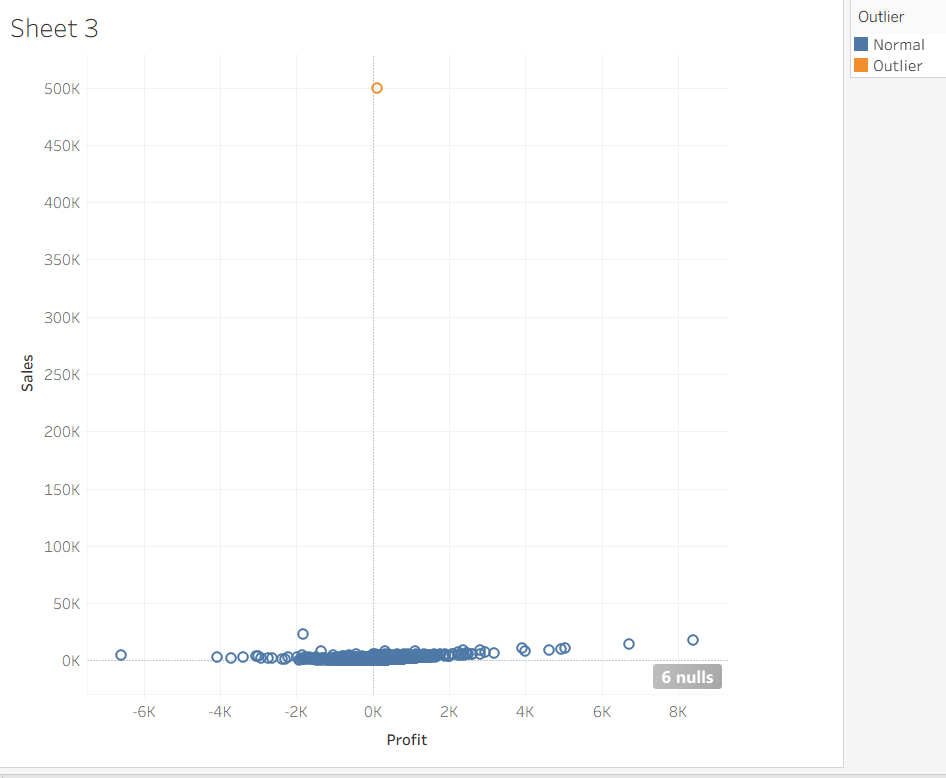 Sheet 3
Outlier
Normal
Outlier
500K
450K
400K
350K
300K
250K
200K
150K
100K
50K
0K
Sales
6 nulls
-6K
-4K
-2K
0K
2K
4K
6K
8K
Profit